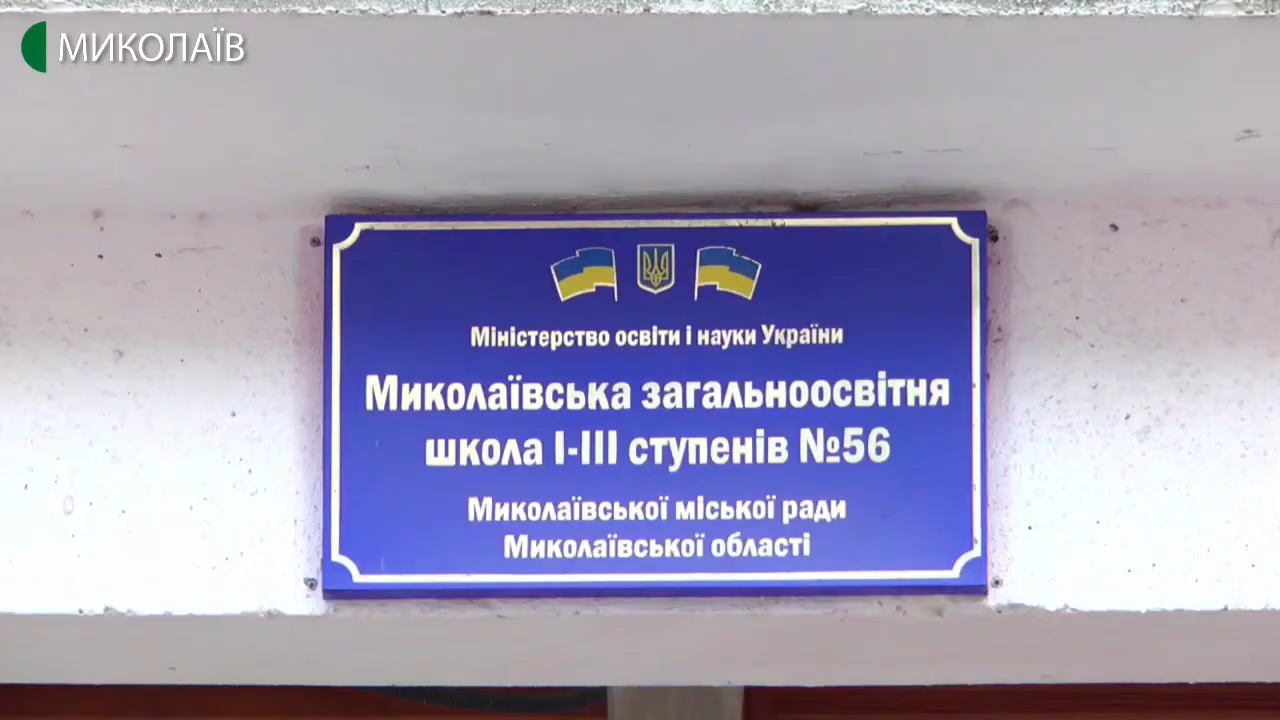 МИКОЛАЇВ
Міністерство освіти і науки України
Миколаївська загальноосвітня
школа І-ІІІ ступенів №56
Миколаївської міської ради
Миколаївської області